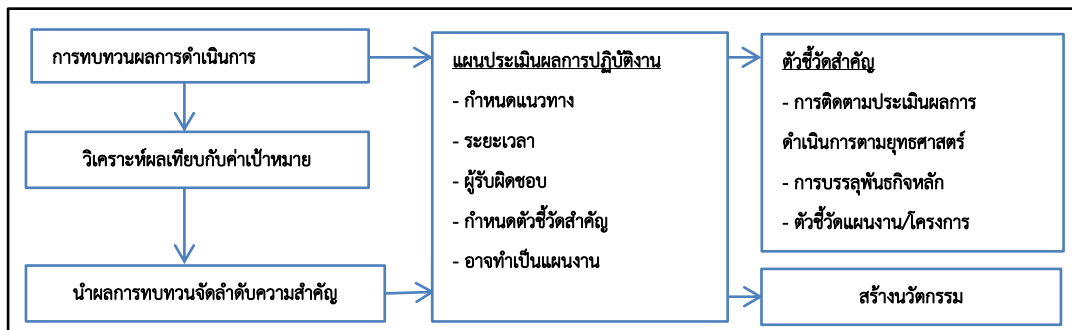 การทบทวนผลการดำเนินการ
วิเคราะห์ผลเทียบกับค่าเป้าหมาย
นำผลการทบทวนจัดลำดับความสำคัญ
แผนประเมินผลการปฏิบัติงาน
- กำหนดแนวทาง
- ระยะเวลา
- ผู้รับผิดชอบ
- กำหนดตัวชี้วัดสำคัญ
- อาจทำเป็นแผนงาน
ตัวชี้วัดสำคัญ
- การติดตามประเมินผลการ
ดำเนินการตามยุทธศาสตร์
- การบรรลุพันธกิจหลัก
- ตัวชี้วัดแผนงาน/โครงการ
สร้างนวัตกรรม